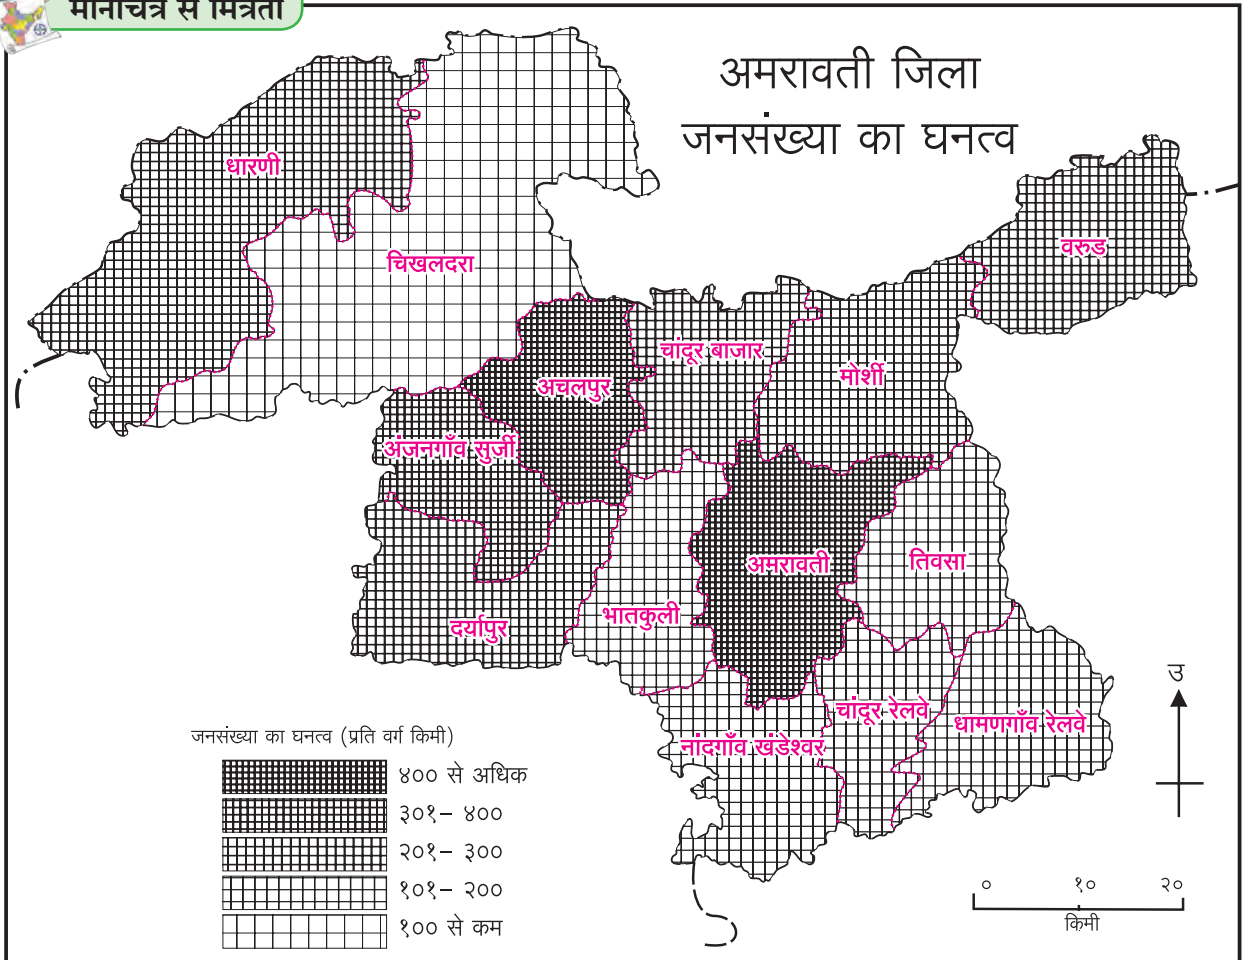 मानचित्र से मित्रता
अमरावती जिला
जनसंख्या का घनत्व
धारणी
वरुड
चिखलदरा
चांदूर बाजार
मोर्शी
अचलपुर
अंजनगाँव सुर्जी
अमरावती
तिवसा
भातकुली
दर्यापुर
उ
चांदूर रेलवे
धामणगाँव रेलवे
नांदगाँव खंडेश्वर
जनसंख्या का घनत्व (प्रति वर्ग किमी)
४०० से अधिक
३०१– ४००
२०१– ३००
१०१– २००
१०० से कम
० १० २०
किमी